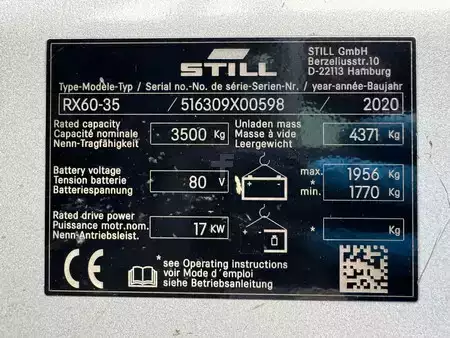 STILL
STILL GmbH
Berzeliusstr.10
D-22113 Hamburg
Type-Modele-Typ / Serial no.-No. de série-Serien-Nr. / year-année-Baujahr
RX60-35 / 516309X00598 / 2020
Rated capacity
Capacité nominale
Nenn-Tragfähigkeit
3500 Kg
Unladen mass
Masse à vide
Leergewicht
4371 Kg
Battery voltage
Tension batterie
Batteriespannung
80 V
max. 1956 Kg
*
min. 1770 Kg
Rated drive power
Puissance motr.nom.
Nenn-Antriebsleist.
17 KW
* Kg
CE
*see Operating instructions
voir Mode d'emploi
siehe Betriebsanleitung